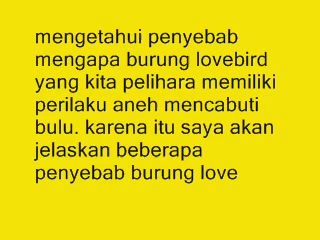 mengetahui penyebab
mengapa burung lovebird
yang kita pelihara memiliki
perilaku aneh mencabuti
bulu. karena itu saya akan
jelaskan beberapa
penyebab burung love